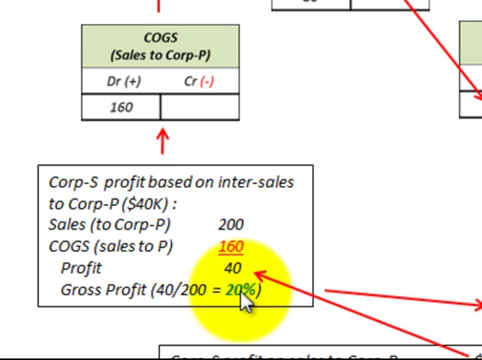 COGS
(Sales to Corp-P)
Dr (+) Cr (-)
160
Corp-S profit based on inter-sales
to Corp-P ($40K) :
Sales (to Corp-P) 200
COGS (sales to P) 160
Profit 40
Gross Profit (40/200 = 20%)